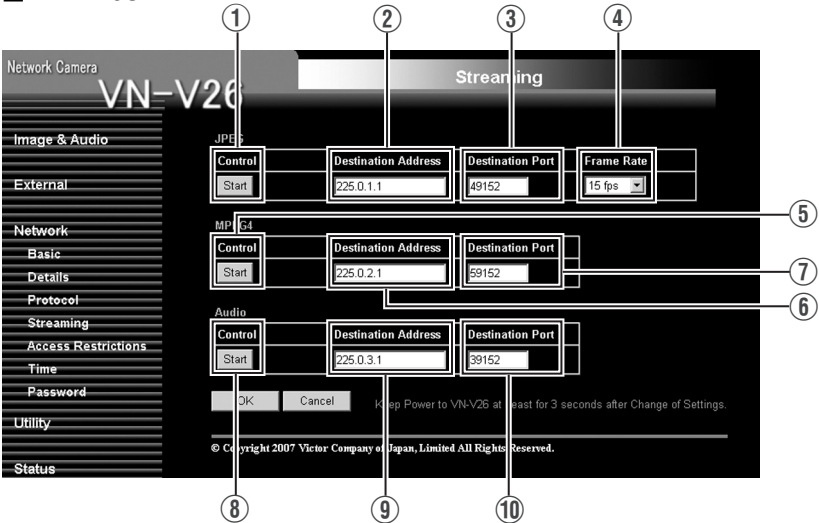 ① ② ③ ④
Network Camera
VN-V26
Streaming
Image & Audio
External
Network
Basic
Details
Protocol
Streaming
Access Restrictions
Time
Password
Utility
Status
JPEG
Control Destination Address Destination Port Frame Rate
Start 225.0.1.1 49152 15 fps
⑤
MPEG4
Control Destination Address Destination Port
Start 225.0.2.1 59152
⑦
⑥
Audio
Control Destination Address Destination Port
Start 225.0.3.1 39152
OK Cancel Keep Power to VN-V26 at least for 3 seconds after Change of Settings.
© Copyright 2007 Victor Company of Japan, Limited All Rights Reserved.
⑧ ⑨ ⑩